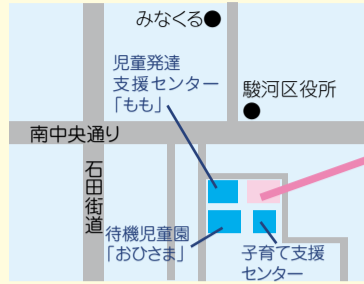 みなくる
児童発達
支援センター
「もも」
駿河区役所
南中央通り
石田街道
待機児童園
「おひさま」
子育て支援
センター